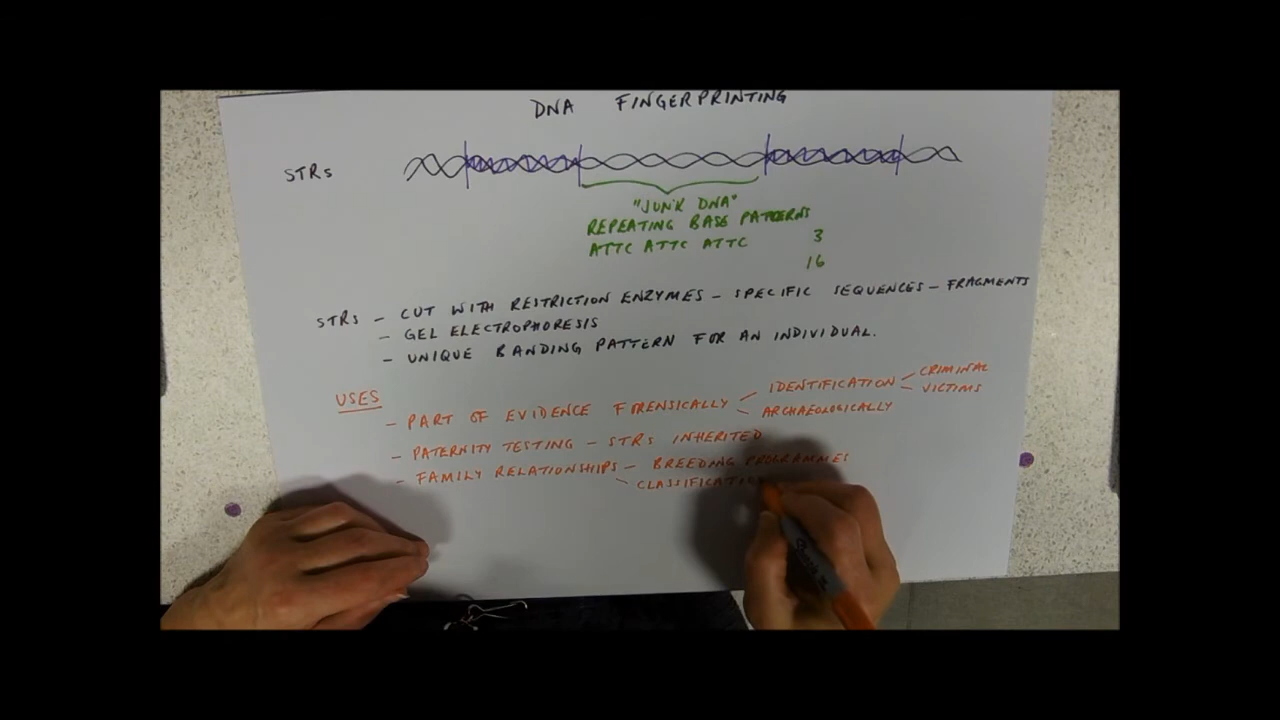 DNA FINGERPRINTING
STRs
"JUNK DNA"
REPEATING BASE PATTERNS
ATTC ATTC ATTC 3
16
STRs - CUT WITH RESTRICTION ENZYMES - SPECIFIC SEQUENCES - FRAGMENTS
- GEL ELECTROPHORESIS
- UNIQUE BANDING PATTERN FOR AN INDIVIDUAL.
USES
- PART OF EVIDENCE FORENSICALLY - IDENTIFICATION - CRIMINAL
- VICTIMS
- ARCHAEOLOGICALLY
- PATERNITY TESTING - STRs INHERITED
- FAMILY RELATIONSHIPS - BREEDING PROGRAMMES
- CLASSIFICATION